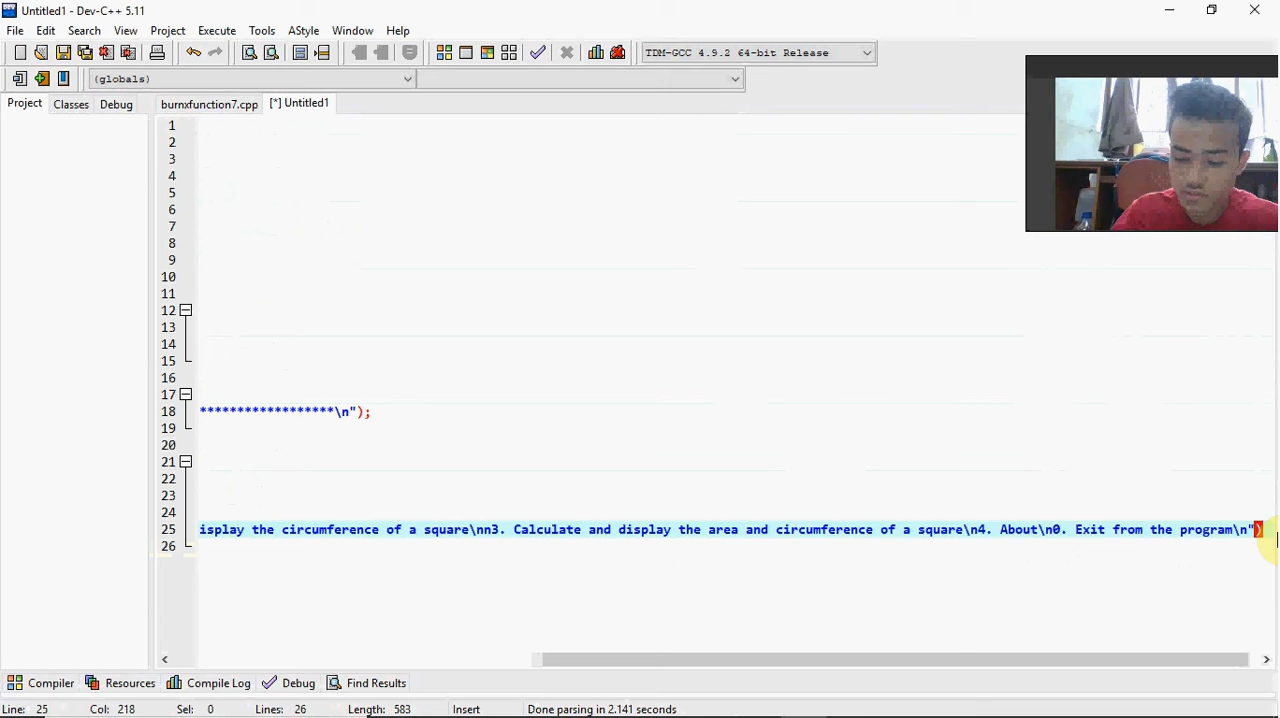 Untitled1 - Dev-C++ 5.11
File Edit Search View Project Execute Tools AStyle Window Help
TDM-GCC 4.9.2 64-bit Release
(globals)
Project Classes Debug burnxfunction7.cpp [*] Untitled1
1
2
3
4
5
6
7
8
9
10
11
12
13
14
15
16
17
18 ******************\n");
19
20
21
22
23
24
25 isplay the circumference of a square\nn3. Calculate and display the area and circumference of a square\n4. About\n0. Exit from the program\n")
26
Compiler Resources Compile Log Debug Find Results
Line: 25 Col: 218 Sel: 0 Lines: 26 Length: 583 Insert Done parsing in 2.141 seconds